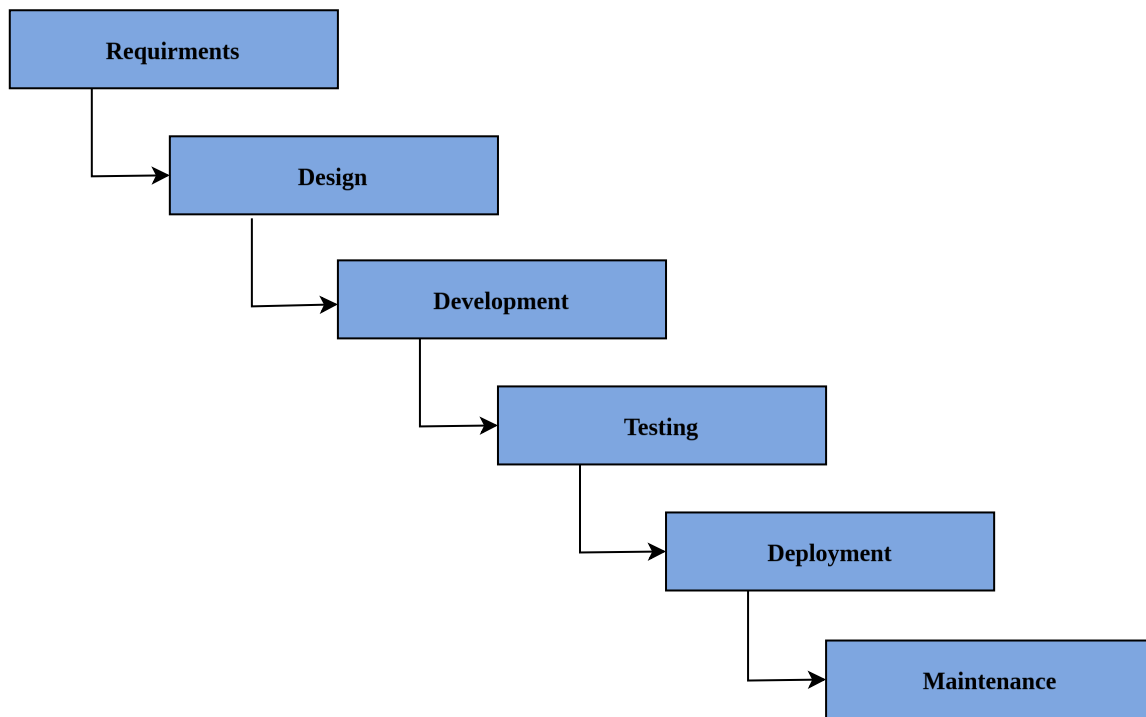 Requirments
Design
Development
Testing
Deployment
Maintenance